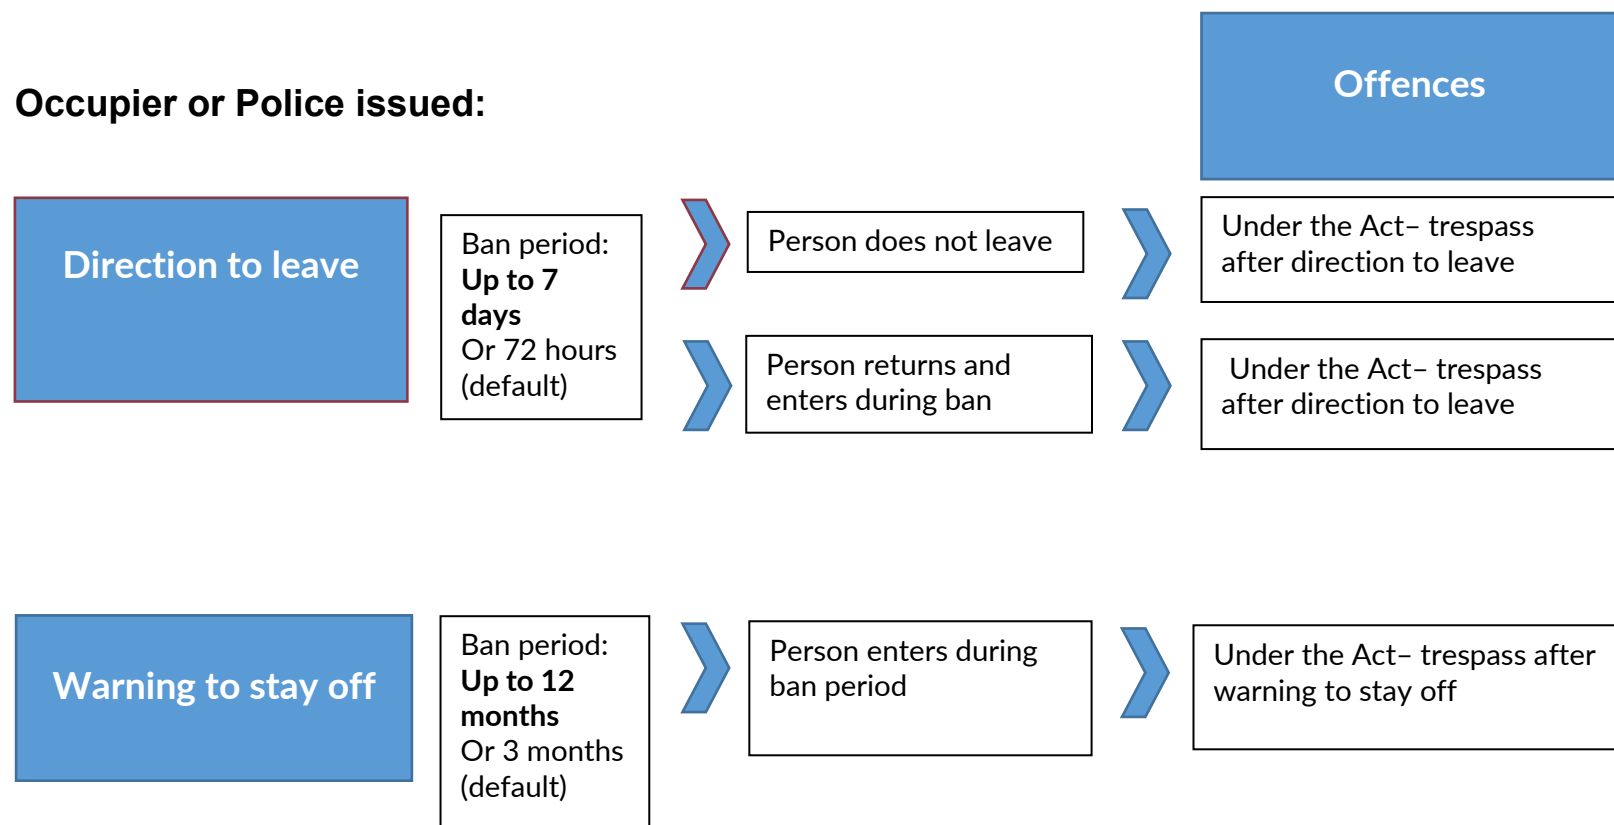 Offences
Occupier or Police issued:
Direction to leave
Ban period:
Up to 7
days
Or 72 hours
(default)
Person does not leave
Under the Act– trespass
after direction to leave
Person returns and
enters during ban
Under the Act– trespass
after direction to leave
Warning to stay off
Ban period:
Up to 12
months
Or 3 months
(default)
Person enters during
ban period
Under the Act– trespass after
warning to stay off